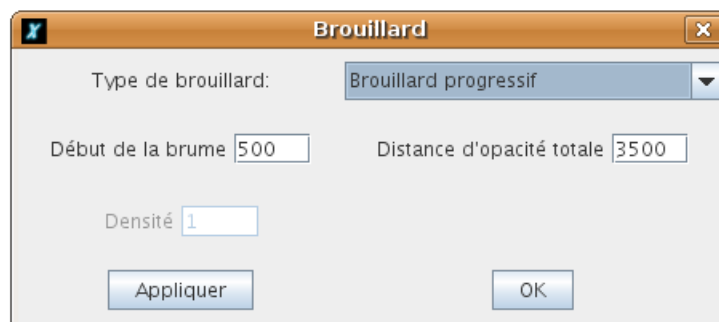 Brouillard
Type de brouillard: Brouillard progressif
Début de la brume 500 Distance d'opacité totale 3500
Densité 1
Appliquer OK